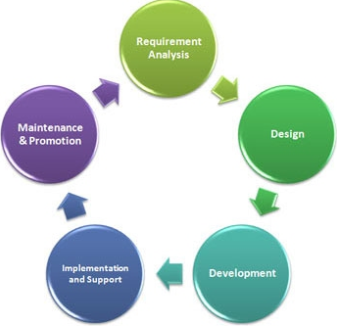 Requirement
Analysis
Design
Development
Implementation
and Support
Maintenance
& Promotion